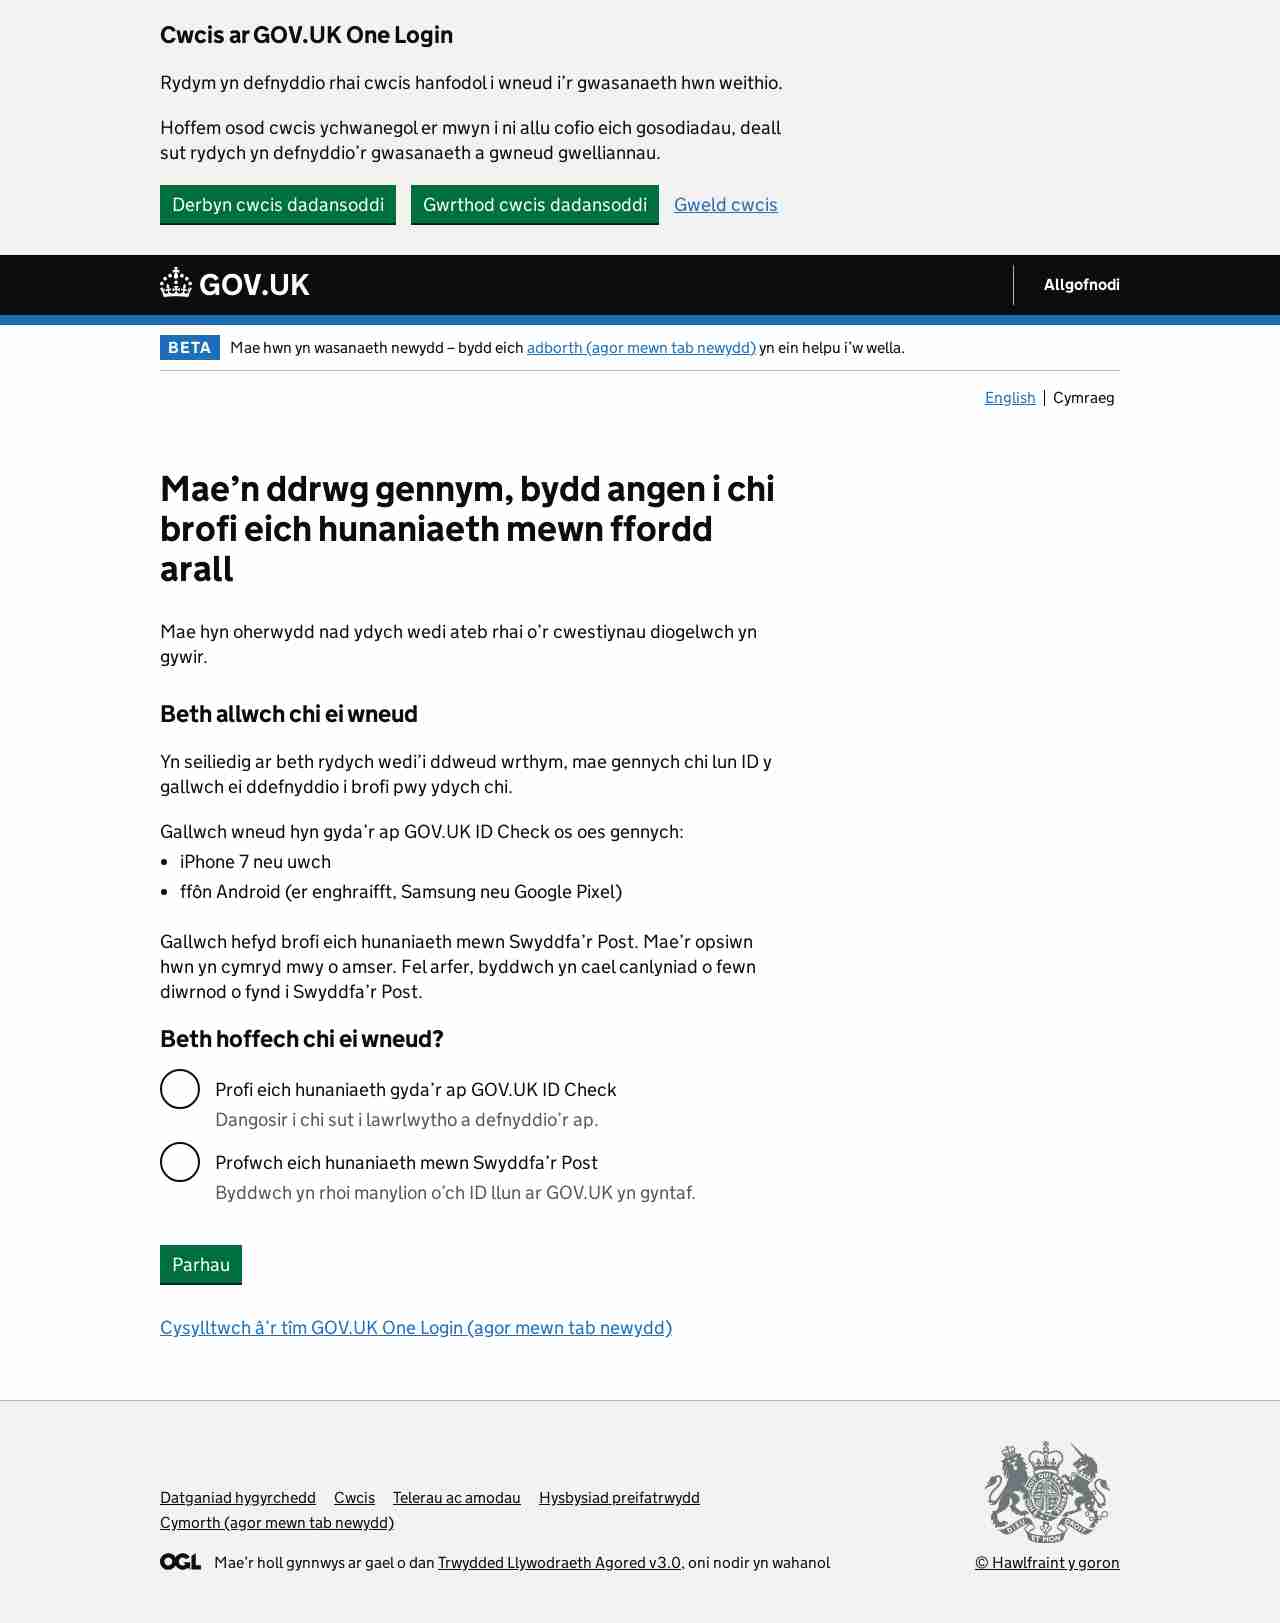 Cwcis ar GOV.UK One Login
Rydym yn defnyddio rhai cwcis hanfodol i wneud i’r gwasanaeth hwn weithio.
Hoffem osod cwcis ychwanegol er mwyn i ni allu cofio eich gosodiadau, deall
sut rydych yn defnyddio’r gwasanaeth a gwneud gwelliannau.
Derbyn cwcis dadansoddi Gwrthod cwcis dadansoddi Gweld cwcis
GOV.UK Allgofnodi
BETA Mae hwn yn wasanaeth newydd – bydd eich adborth (agor mewn tab newydd) yn ein helpu i’w wella.
English Cymraeg
Mae’n ddrwg gennym, bydd angen i chi
brofi eich hunaniaeth mewn ffordd
arall
Mae hyn oherwydd nad ydych wedi ateb rhai o’r cwestiynau diogelwch yn
gywir.
Beth allwch chi ei wneud
Yn seiliedig ar beth rydych wedi’i ddweud wrthym, mae gennych chi lun ID y
gallwch ei ddefnyddio i brofi pwy ydych chi.
Gallwch wneud hyn gyda’r ap GOV.UK ID Check os oes gennych:
• iPhone 7 neu uwch
• ffôn Android (er enghraifft, Samsung neu Google Pixel)
Gallwch hefyd brofi eich hunaniaeth mewn Swyddfa’r Post. Mae’r opsiwn
hwn yn cymryd mwy o amser. Fel arfer, byddwch yn cael canlyniad o fewn
diwrnod o fynd i Swyddfa’r Post.
Beth hoffech chi ei wneud?
Profi eich hunaniaeth gyda’r ap GOV.UK ID Check
Dangosir i chi sut i lawrlwytho a defnyddio’r ap.
Profwch eich hunaniaeth mewn Swyddfa’r Post
Byddwch yn rhoi manylion o’ch ID llun ar GOV.UK yn gyntaf.
Parhau
Cysylltwch â’r tîm GOV.UK One Login (agor mewn tab newydd)
Datganiad hygyrchedd Cwcis Telerau ac amodau Hysbysiad preifatrwydd
Cymorth (agor mewn tab newydd)
OGL Mae’r holl gynnwys ar gael o dan Trwydded Llywodraeth Agored v3.0, oni nodir yn wahanol
© Hawlfraint y goron